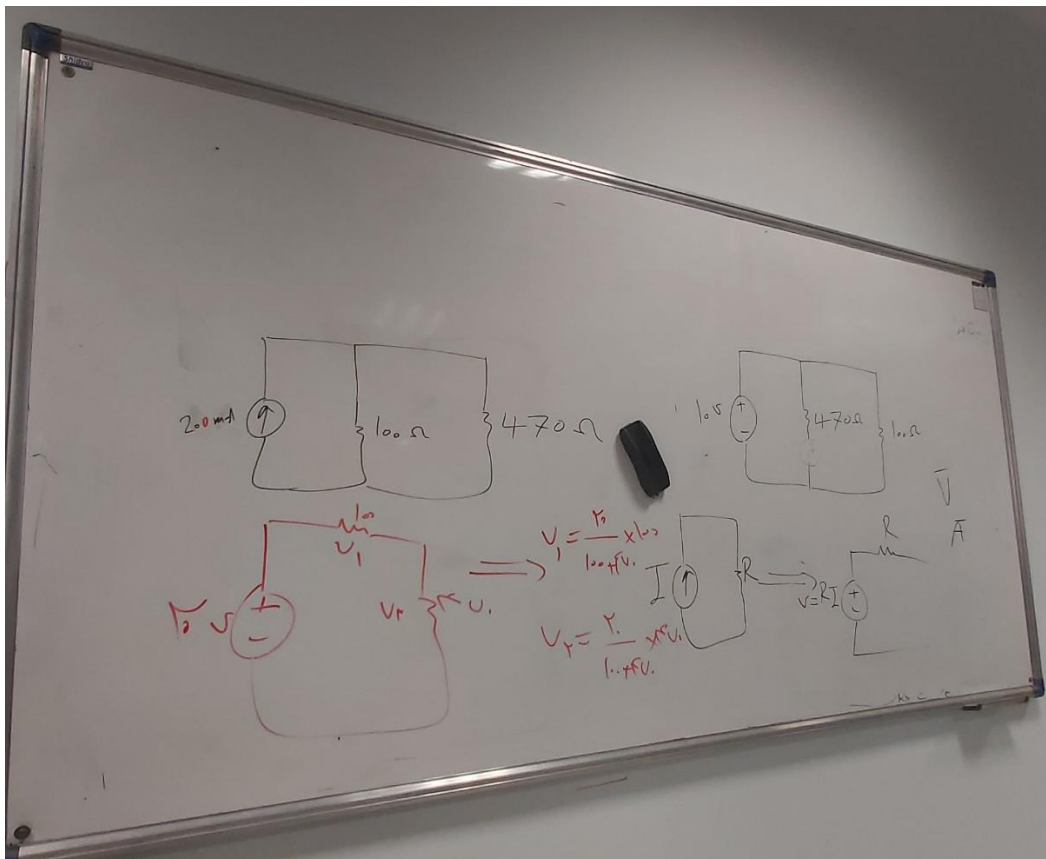 200mA
100Ω
470Ω
10v
+
-
470Ω
100Ω
V
A
۲۰ v
+
-
۱۰۰
V۱
V۲
۴۷۰
⇒
V۱ = ۲۰ / ۱۰۰+۴۷۰ ×۱۰۰
V۲ = ۲۰ / ۱۰۰+۴۷۰ ×۴۷۰
I
R
⇒
V=RI
+
-
R